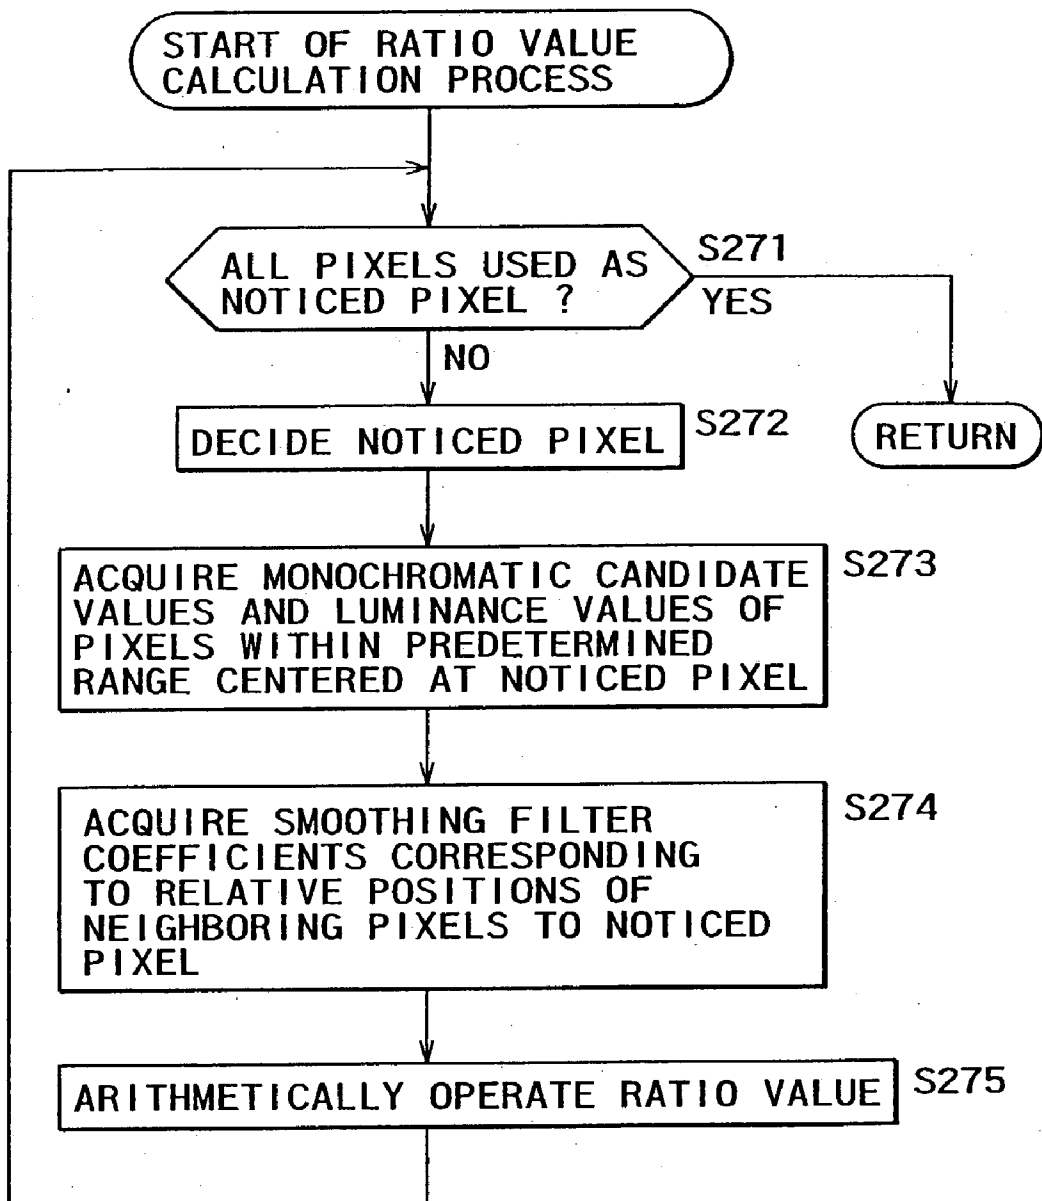 START OF RATIO VALUE
CALCULATION PROCESS
ALL PIXELS USED AS
NOTICED PIXEL ?
S271
YES
NO
DECIDE NOTICED PIXEL
S272
RETURN
ACQUIRE MONOCHROMATIC CANDIDATE
VALUES AND LUMINANCE VALUES OF
PIXELS WITHIN PREDETERMINED
RANGE CENTERED AT NOTICED PIXEL
S273
ACQUIRE SMOOTHING FILTER
COEFFICIENTS CORRESPONDING
TO RELATIVE POSITIONS OF
NEIGHBORING PIXELS TO NOTICED
PIXEL
S274
ARITHMETICALLY OPERATE RATIO VALUE
S275